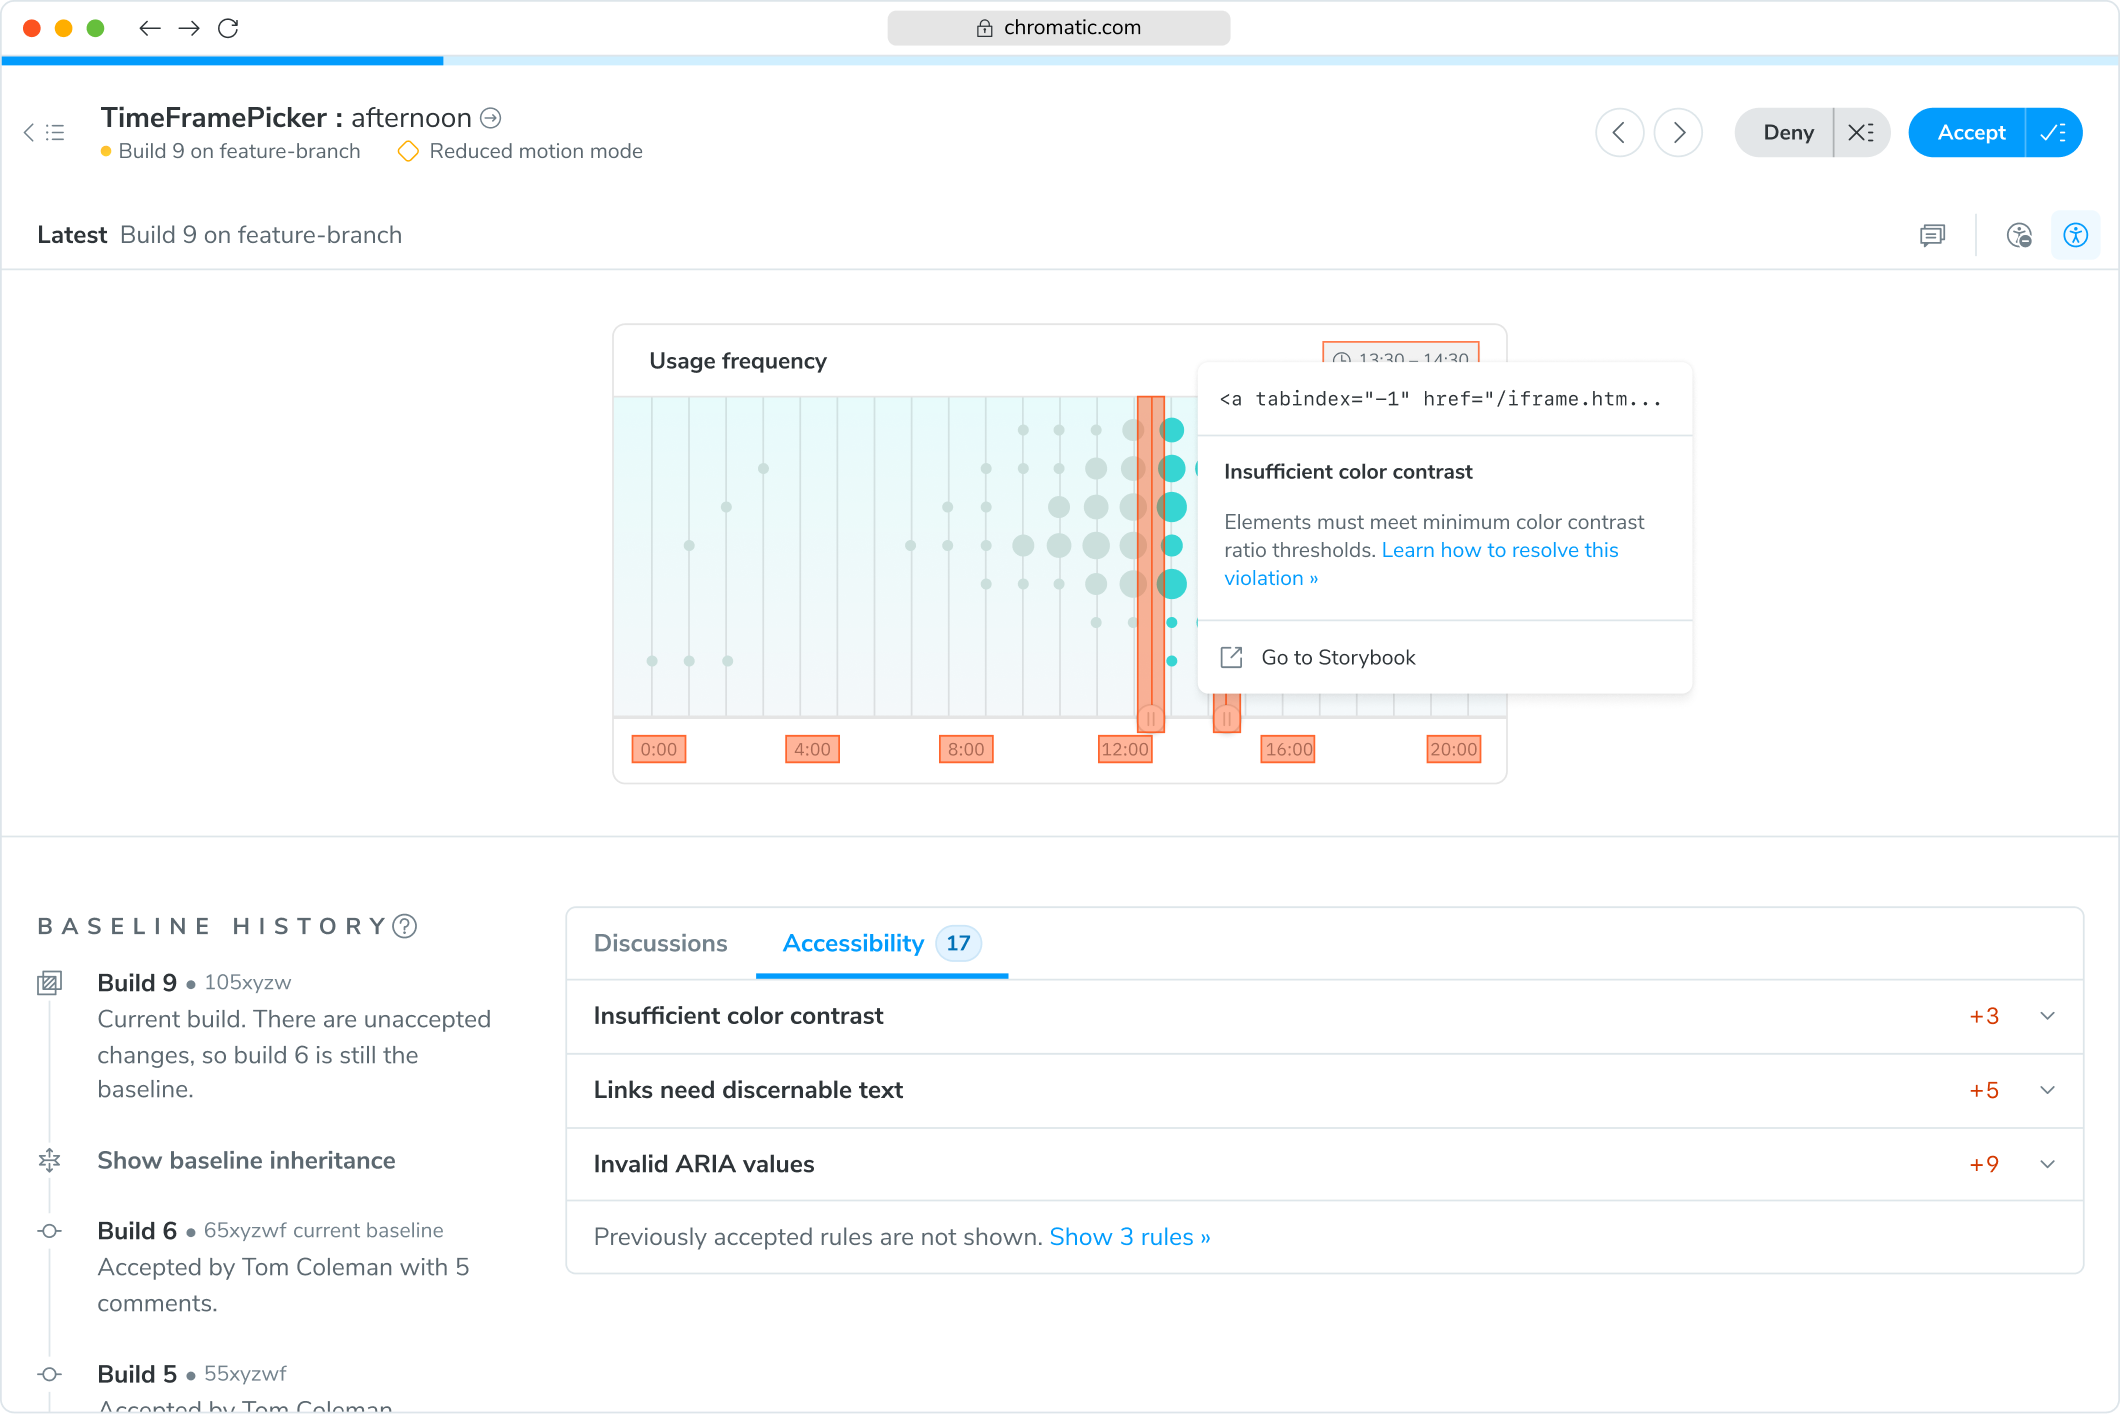 chromatic.com
TimeFramePicker : afternoon
Build 9 on feature-branch Reduced motion mode
Deny
Accept
Latest Build 9 on feature-branch
Usage frequency
13:30 – 14:30
<a tabindex="-1" href="/iframe.htm...
Insufficient color contrast
Elements must meet minimum color contrast
ratio thresholds. Learn how to resolve this
violation »
Go to Storybook
0:00 4:00 8:00 12:00 16:00 20:00
BASELINE HISTORY
Build 9 • 105xyzw
Current build. There are unaccepted
changes, so build 6 is still the
baseline.
Show baseline inheritance
Build 6 • 65xyzwf current baseline
Accepted by Tom Coleman with 5
comments.
Build 5 • 55xyzwf
Accepted by Tom Coleman
Discussions Accessibility 17
Insufficient color contrast +3
Links need discernable text +5
Invalid ARIA values +9
Previously accepted rules are not shown. Show 3 rules »